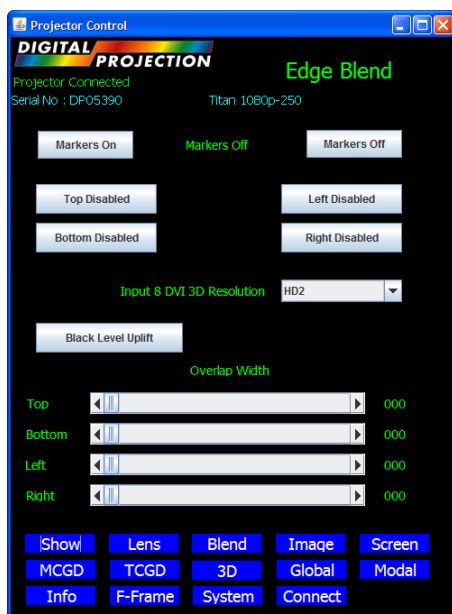 Projector Control
DIGITAL PROJECTION
Edge Blend
Projector Connected
Serial No : DP05390 Titan 1080p-250
Markers On Markers Off Markers Off
Top Disabled Left Disabled
Bottom Disabled Right Disabled
Input 8 DVI 3D Resolution HD2
Black Level Uplift
Overlap Width
Top 000
Bottom 000
Left 000
Right 000
Show Lens Blend Image Screen
MCGD TCGD 3D Global Modal
Info F-Frame System Connect